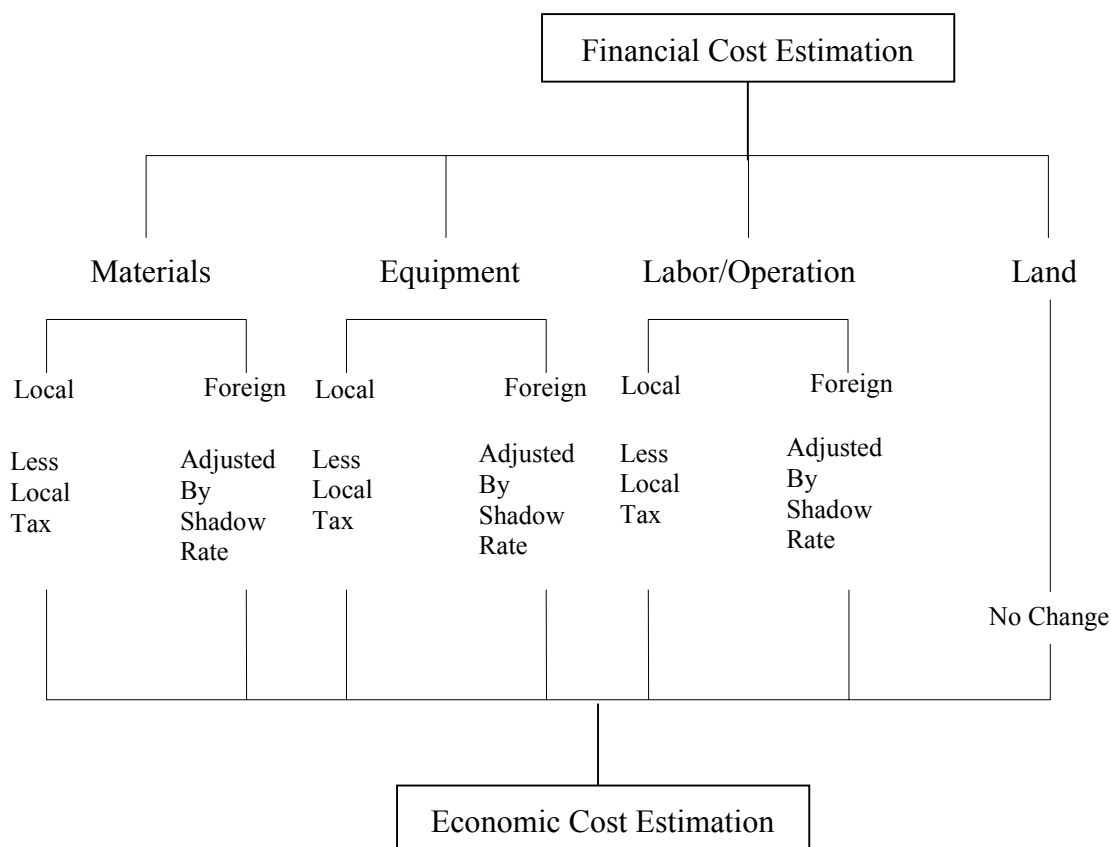 Financial Cost Estimation
Materials
Equipment
Labor/Operation
Land
Local
Foreign
Local
Foreign
Local
Foreign
Less
Local
Tax
Adjusted
By
Shadow
Rate
Less
Local
Tax
Adjusted
By
Shadow
Rate
Less
Local
Tax
Adjusted
By
Shadow
Rate
No Change
Economic Cost Estimation